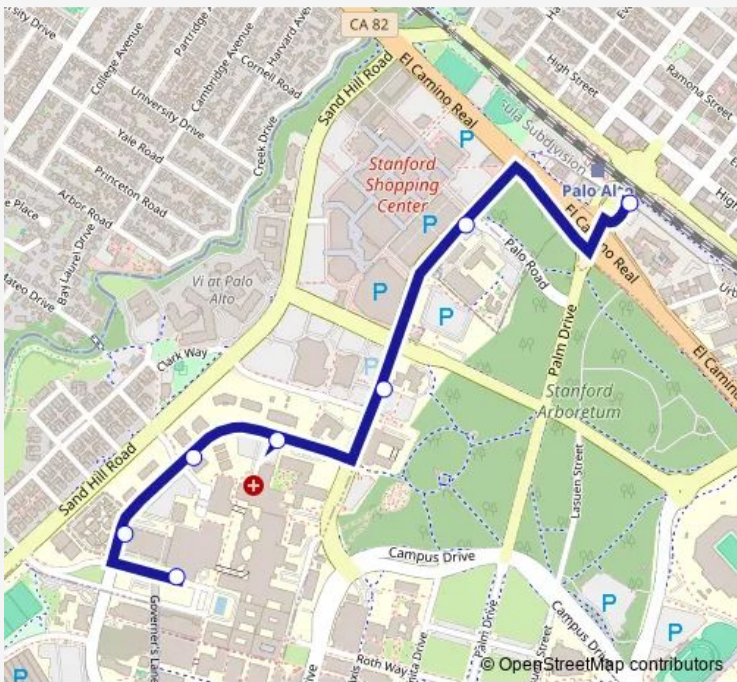 CA 82
College Avenue
Partridge Avenue
Cambridge Avenue
Harvard Avenue
Cornell Road
University Drive
Yale Road
Princeton Road
Arbor Road
Bay Laurel Drive
Creek Drive
Sand Hill Road
El Camino Real
High Street
Ramona Street
Stanford
Shopping
Center
P
P
P
P
P
Palo Alto
El Camino Real
Palo Road
Vi at Palo
Alto
Clark Way
Palm Drive
Stanford
Arboretum
Lasuen Street
Sand Hill Road
Campus Drive
Palm Drive
Campus Drive
Governor's Lane
Roth Way
P
P
P
© OpenStreetMap contributors